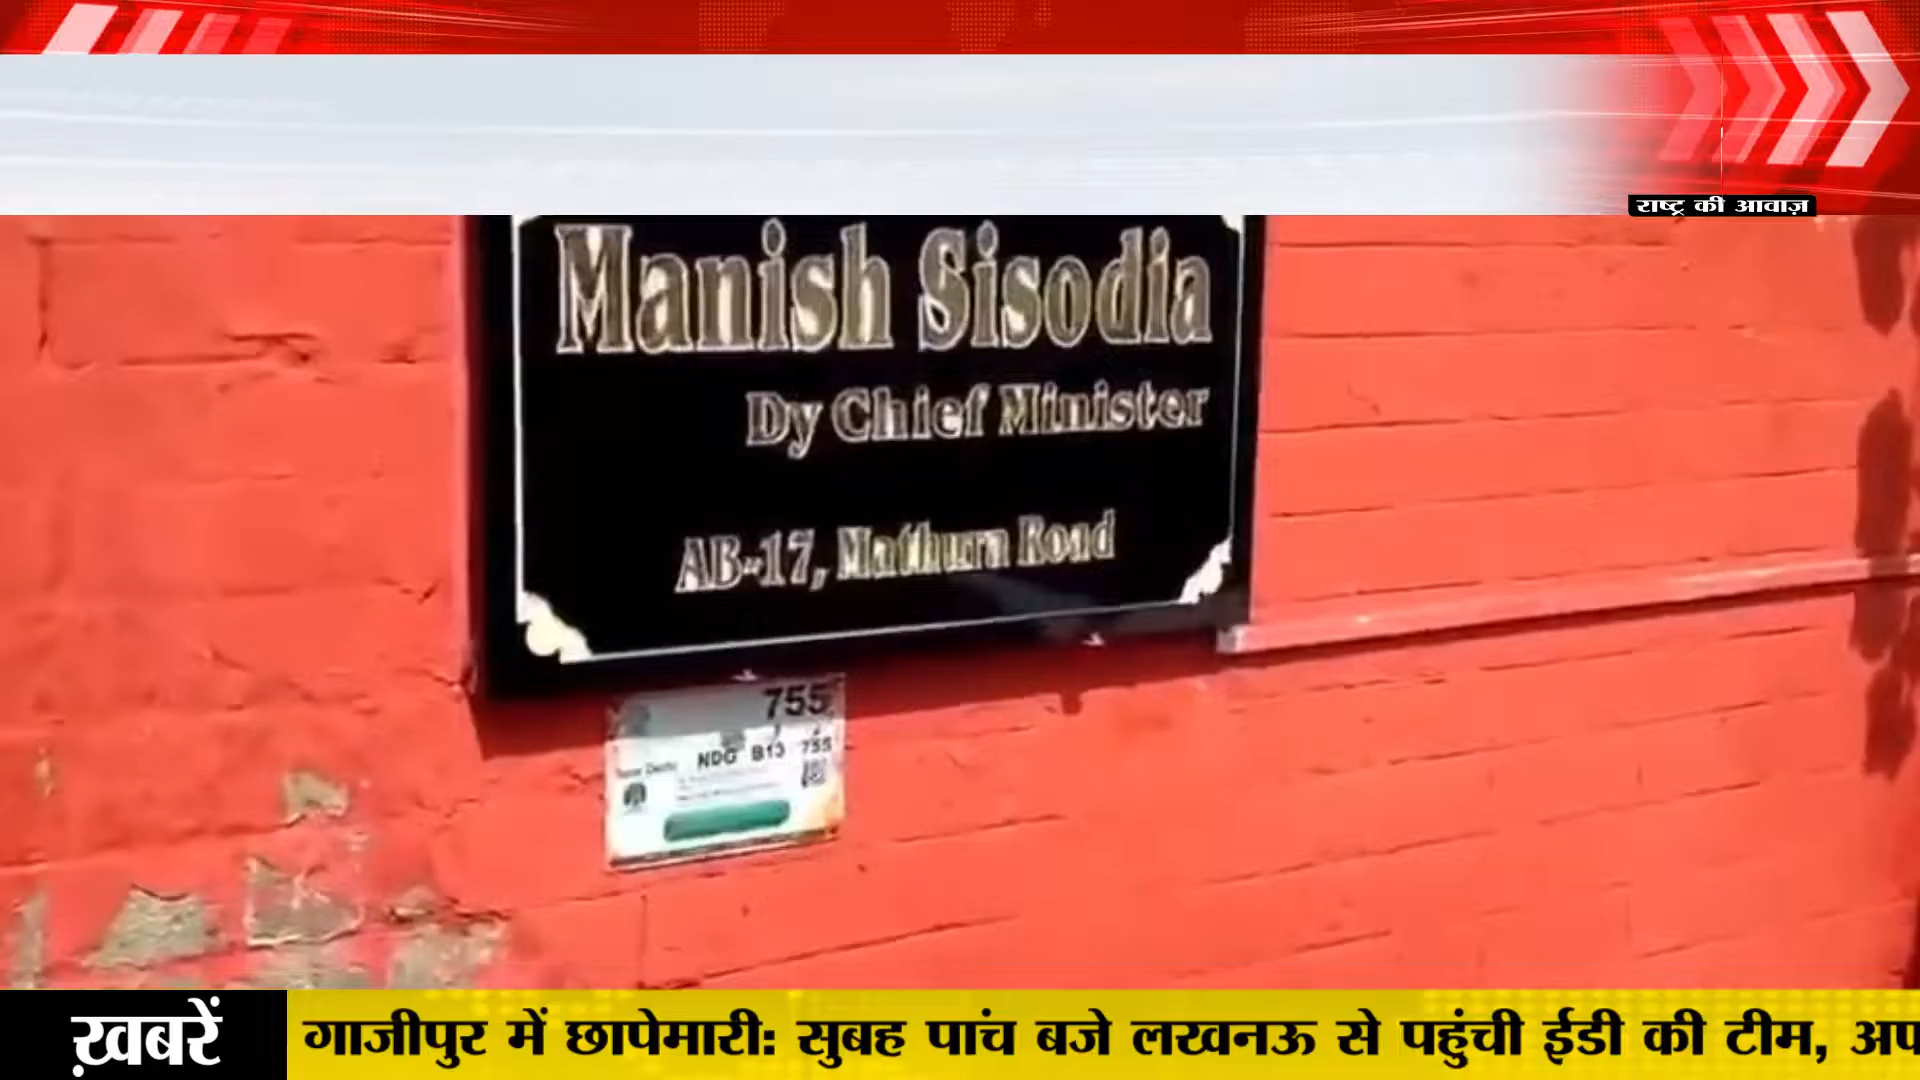 राष्ट्र की आवाज़
Manish Sisodia
Dy Chief Minister
AB-17, Mathura Road
755
NDG B13 755
ख़बरें
गाजीपुर में छापेमारी: सुबह पांच बजे लखनऊ से पहुंची ईडी की टीम, अप